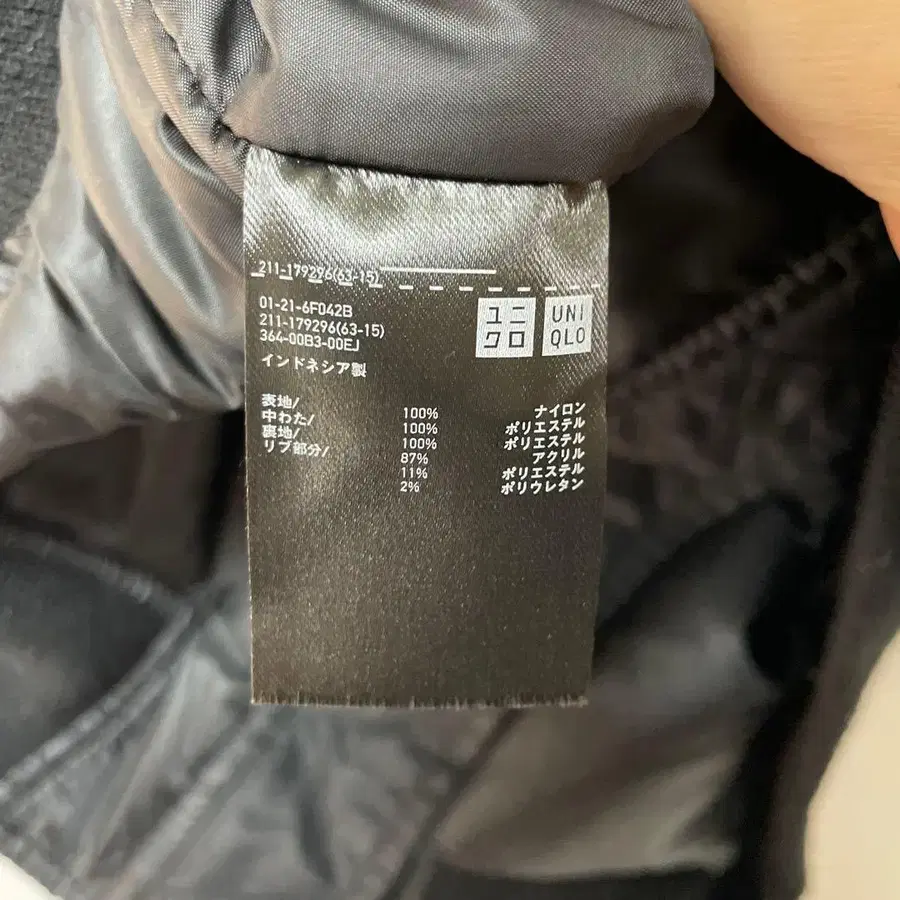 211-179296(63-15)
01-21-6F042B
211-179296(63-15)
364-00B3-00EJ
インドネシア製
ユニ
クロ
UNI
QLO
表地/ 100% ナイロン
中わた/ 100% ポリエステル
裏地/ 100% ポリエステル
リブ部分/ 87% アクリル
11% ポリエステル
2% ポリウレタン